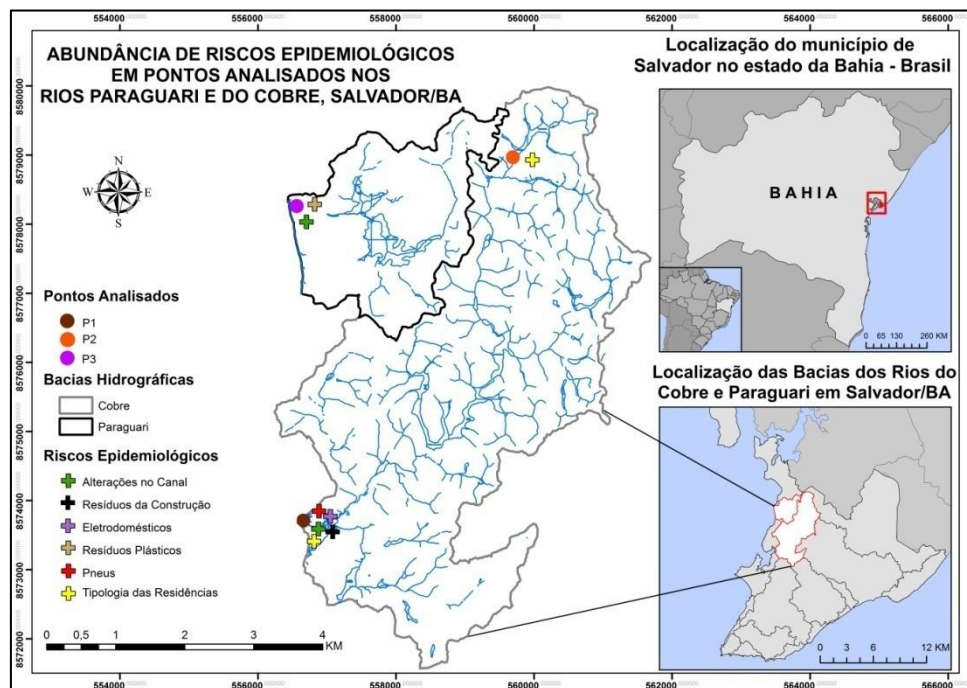 554000 556000 558000 560000 562000 564000 566000
ABUNDÂNCIA DE RISCOS EPIDEMIOLÓGICOS
EM PONTOS ANALISADOS NOS
RIOS PARAGUARI E DO COBRE, SALVADOR/BA
N
W E
S
8580000
8579000
8578000
8577000
8576000
8575000
8574000
8573000
8572000
Pontos Analisados
P1
P2
P3
Bacias Hidrográficas
Cobre
Paraguari
Riscos Epidemiológicos
Alterações no Canal
Resíduos da Construção
Eletrodomésticos
Resíduos Plásticos
Pneus
Tipologia das Residências
0 0,5 1 2 3 4
KM
Localização do município de
Salvador no estado da Bahia - Brasil
BAHIA
0 65 130 260 KM
Localização das Bacias dos Rios do
Cobre e Paraguari em Salvador/BA
0 3 6 12 KM
554000 556000 558000 560000 562000 564000 566000